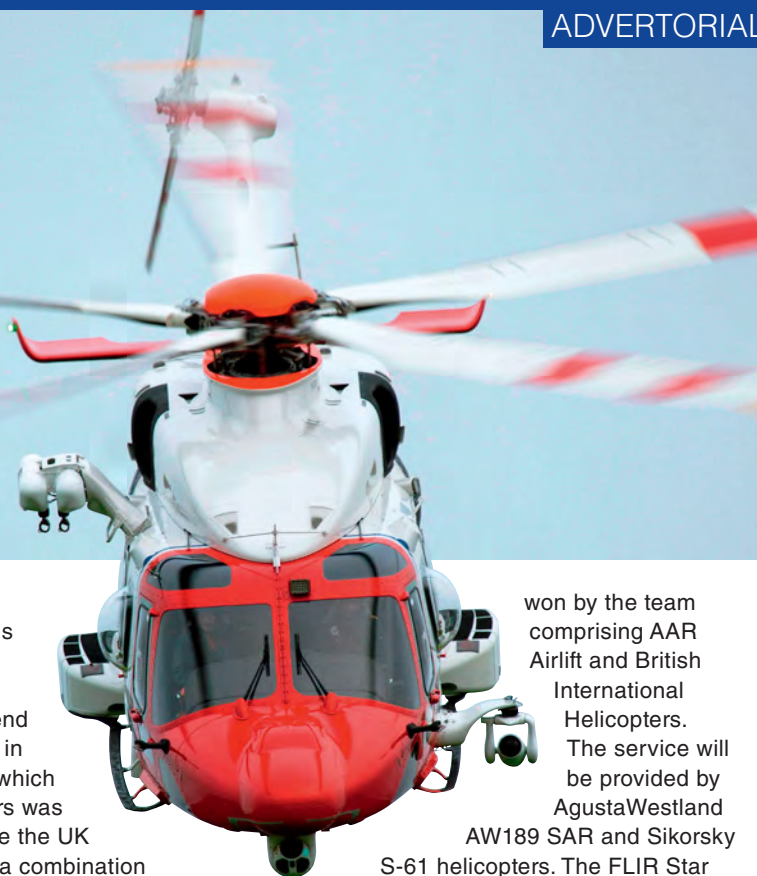 ADVERTORIAL
s
end
in
which
rs was
e the UK
a combination
won by the team
comprising AAR
Airlift and British
International
Helicopters.
The service will
be provided by
AgustaWestland
AW189 SAR and Sikorsky
S-61 helicopters. The FLIR Star